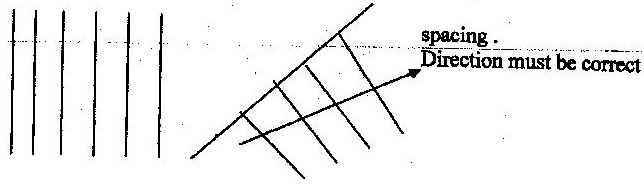 spacing .
Direction must be correct